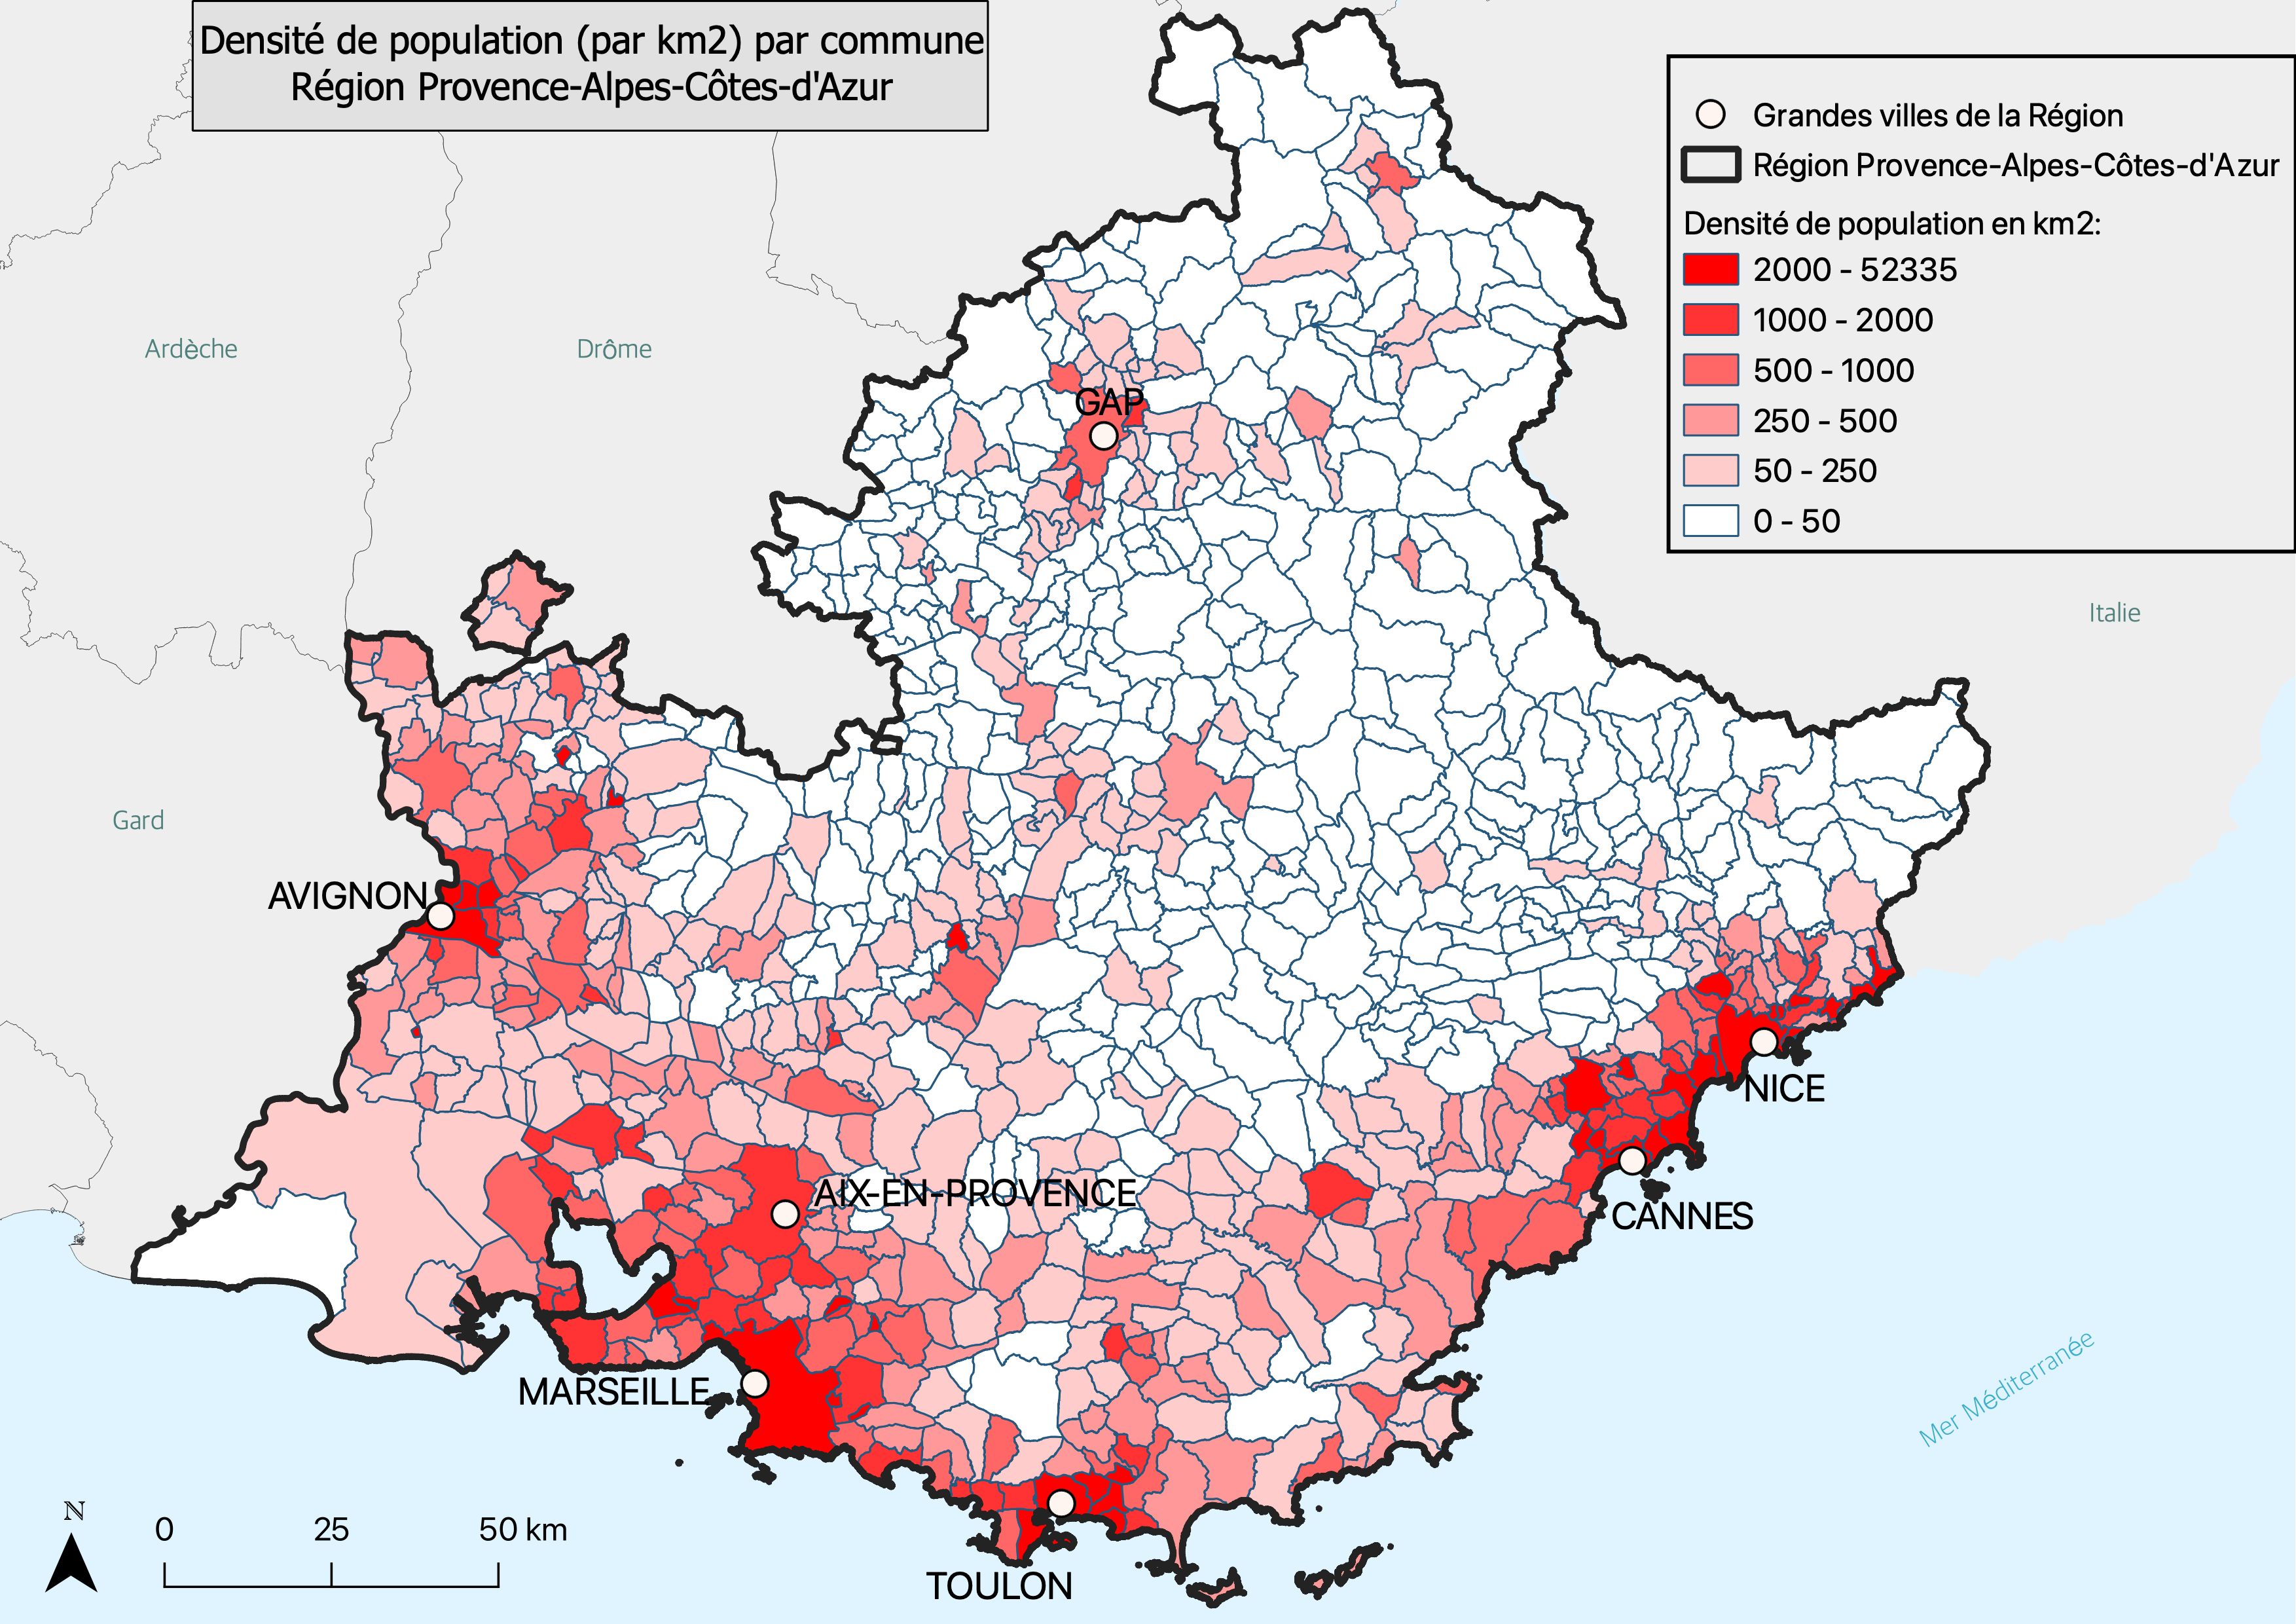 Densité de population (par km2) par commune
Région Provence-Alpes-Côtes-d'Azur
Grandes villes de la Région
Région Provence-Alpes-Côtes-d'Azur
Densité de population en km2:
2000 - 52335
1000 - 2000
500 - 1000
250 - 500
50 - 250
0 - 50
Ardèche
Drôme
GAP
Italie
Gard
AVIGNON
NICE
AIX-EN-PROVENCE
CANNES
MARSEILLE
Mer Méditerranée
N
0 25 50 km
TOULON